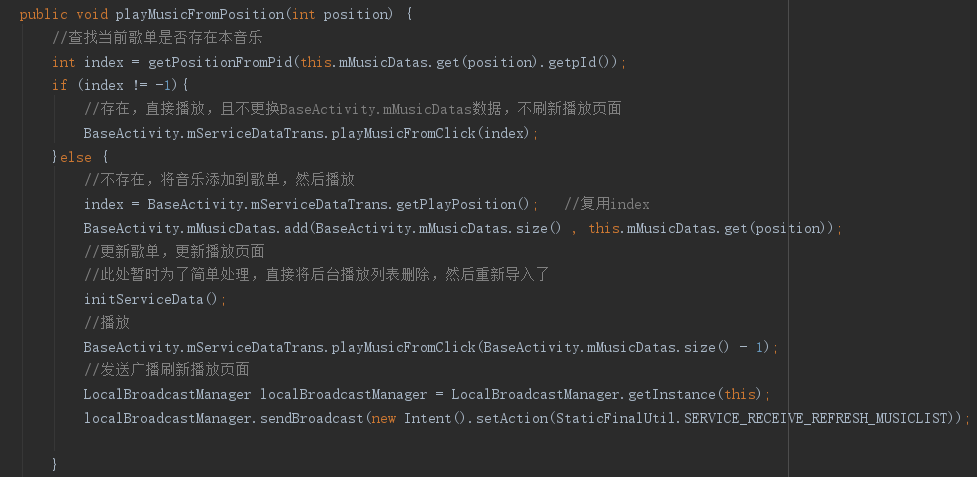 public void playMusicFromPosition(int position) {
//查找当前歌单是否存在本音乐
int index = getPositionFromPid(this.mMusicDatas.get(position).getpId());
if (index != -1){
//存在，直接播放，且不更换BaseActivity.mMusicDatas数据，不刷新播放页面
BaseActivity.mServiceDataTrans.playMusicFromClick(index);
}else {
//不存在，将音乐添加到歌单，然后播放
index = BaseActivity.mServiceDataTrans.getPlayPosition();   //复用index
BaseActivity.mMusicDatas.add(BaseActivity.mMusicDatas.size() , this.mMusicDatas.get(position));
//更新歌单，更新播放页面
//此处暂时为了简单处理，直接将后台播放列表删除，然后重新导入了
initServiceData();
//播放
BaseActivity.mServiceDataTrans.playMusicFromClick(BaseActivity.mMusicDatas.size() - 1);
//发送广播刷新播放页面
LocalBroadcastManager localBroadcastManager = LocalBroadcastManager.getInstance(this);
localBroadcastManager.sendBroadcast(new Intent().setAction(StaticFinalUtil.SERVICE_RECEIVE_REFRESH_MUSICLIST));
}